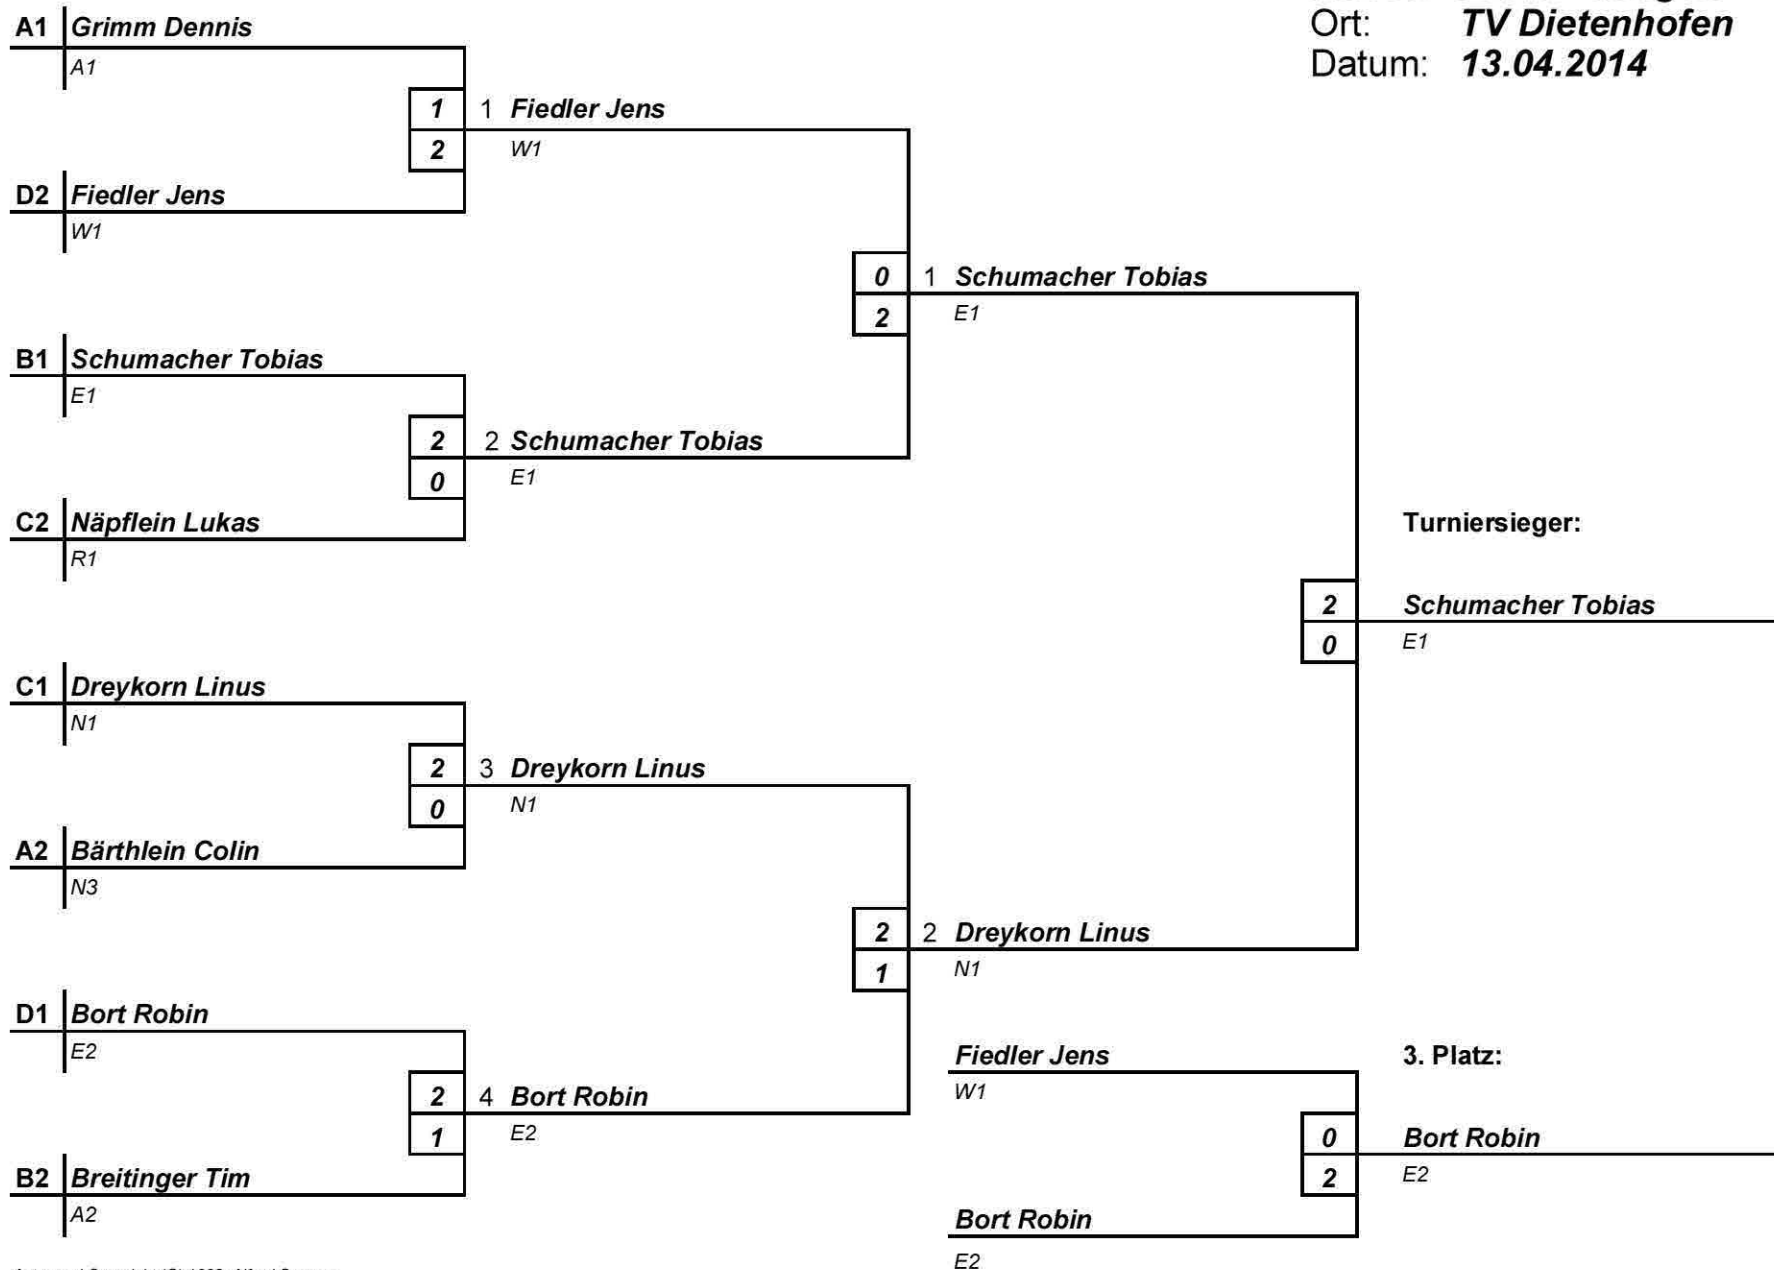 Ort: TV Dietenhofen
Datum: 13.04.2014
A1 Grimm Dennis
A1
1 1 Fiedler Jens
2 W1
D2 Fiedler Jens
W1
0 1 Schumacher Tobias
2 E1
B1 Schumacher Tobias
E1
2 2 Schumacher Tobias
0 E1
C2 Näpflein Lukas
R1
Turniersieger:
2 Schumacher Tobias
0 E1
C1 Dreykorn Linus
N1
2 3 Dreykorn Linus
0 N1
A2 Bärthlein Colin
N3
2 2 Dreykorn Linus
1 N1
D1 Bort Robin
E2
Fiedler Jens 3. Platz:
W1
2 4 Bort Robin
1 E2
0 Bort Robin
2 E2
B2 Breitinger Tim
A2
Bort Robin
E2